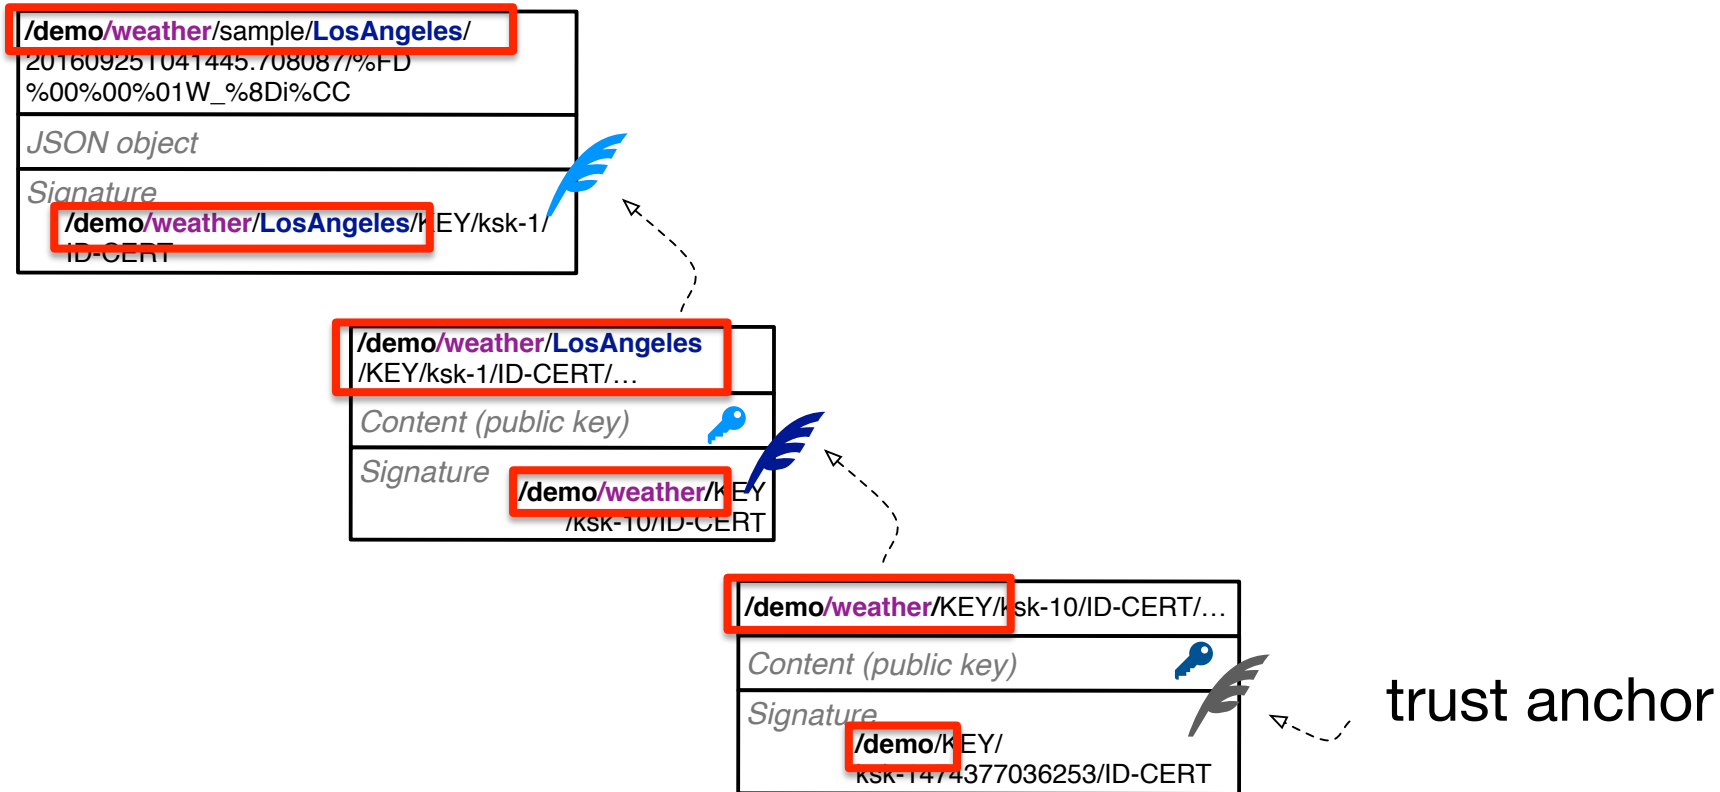 /demo/weather/sample/LosAngeles/
20160925T041445.708087/%FD
%00%00%01W_%8Di%CC
JSON object
Signature
/demo/weather/LosAngeles/KEY/ksk-1/
ID-CERT
/demo/weather/LosAngeles
/KEY/ksk-1/ID-CERT/…
Content (public key)
Signature
/demo/weather/KEY
/ksk-10/ID-CERT
/demo/weather/KEY/ksk-10/ID-CERT/…
Content (public key)
Signature
/demo/KEY/
ksk-1474377036253/ID-CERT
trust anchor